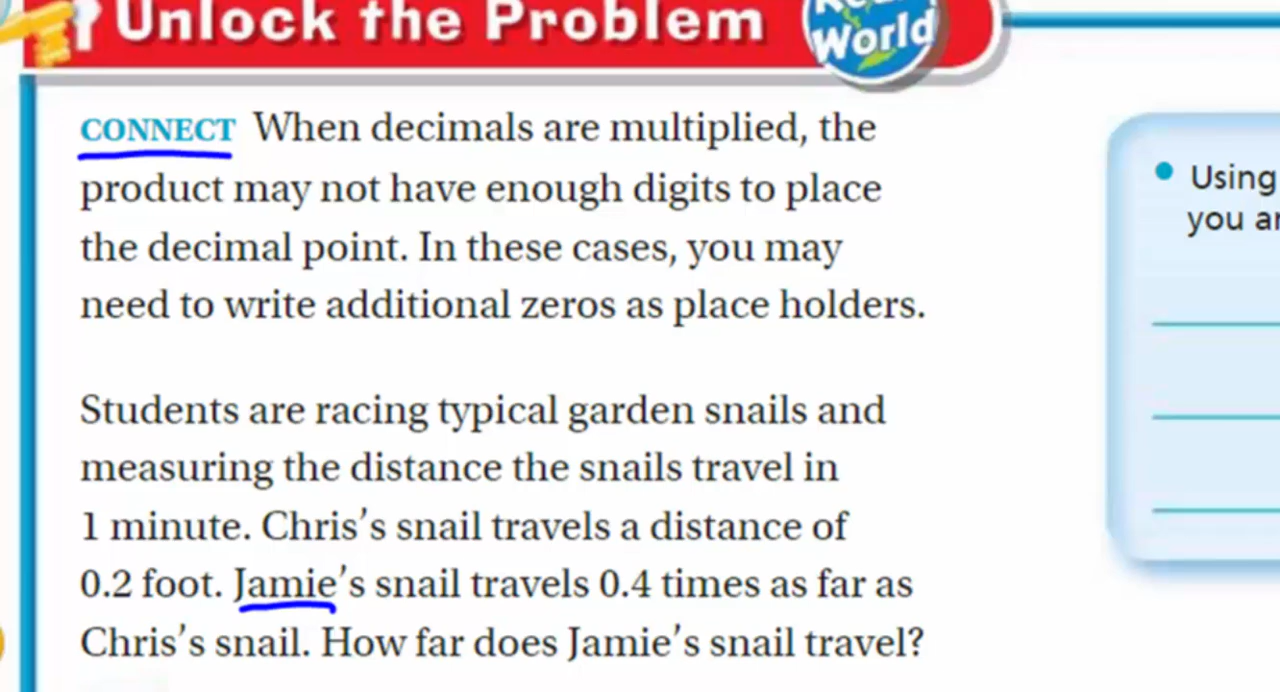 Unlock the Problem
World
CONNECT When decimals are multiplied, the
product may not have enough digits to place
the decimal point. In these cases, you may
need to write additional zeros as place holders.
Students are racing typical garden snails and
measuring the distance the snails travel in
1 minute. Chris's snail travels a distance of
0.2 foot. Jamie's snail travels 0.4 times as far as
Chris's snail. How far does Jamie's snail travel?
• Using
you